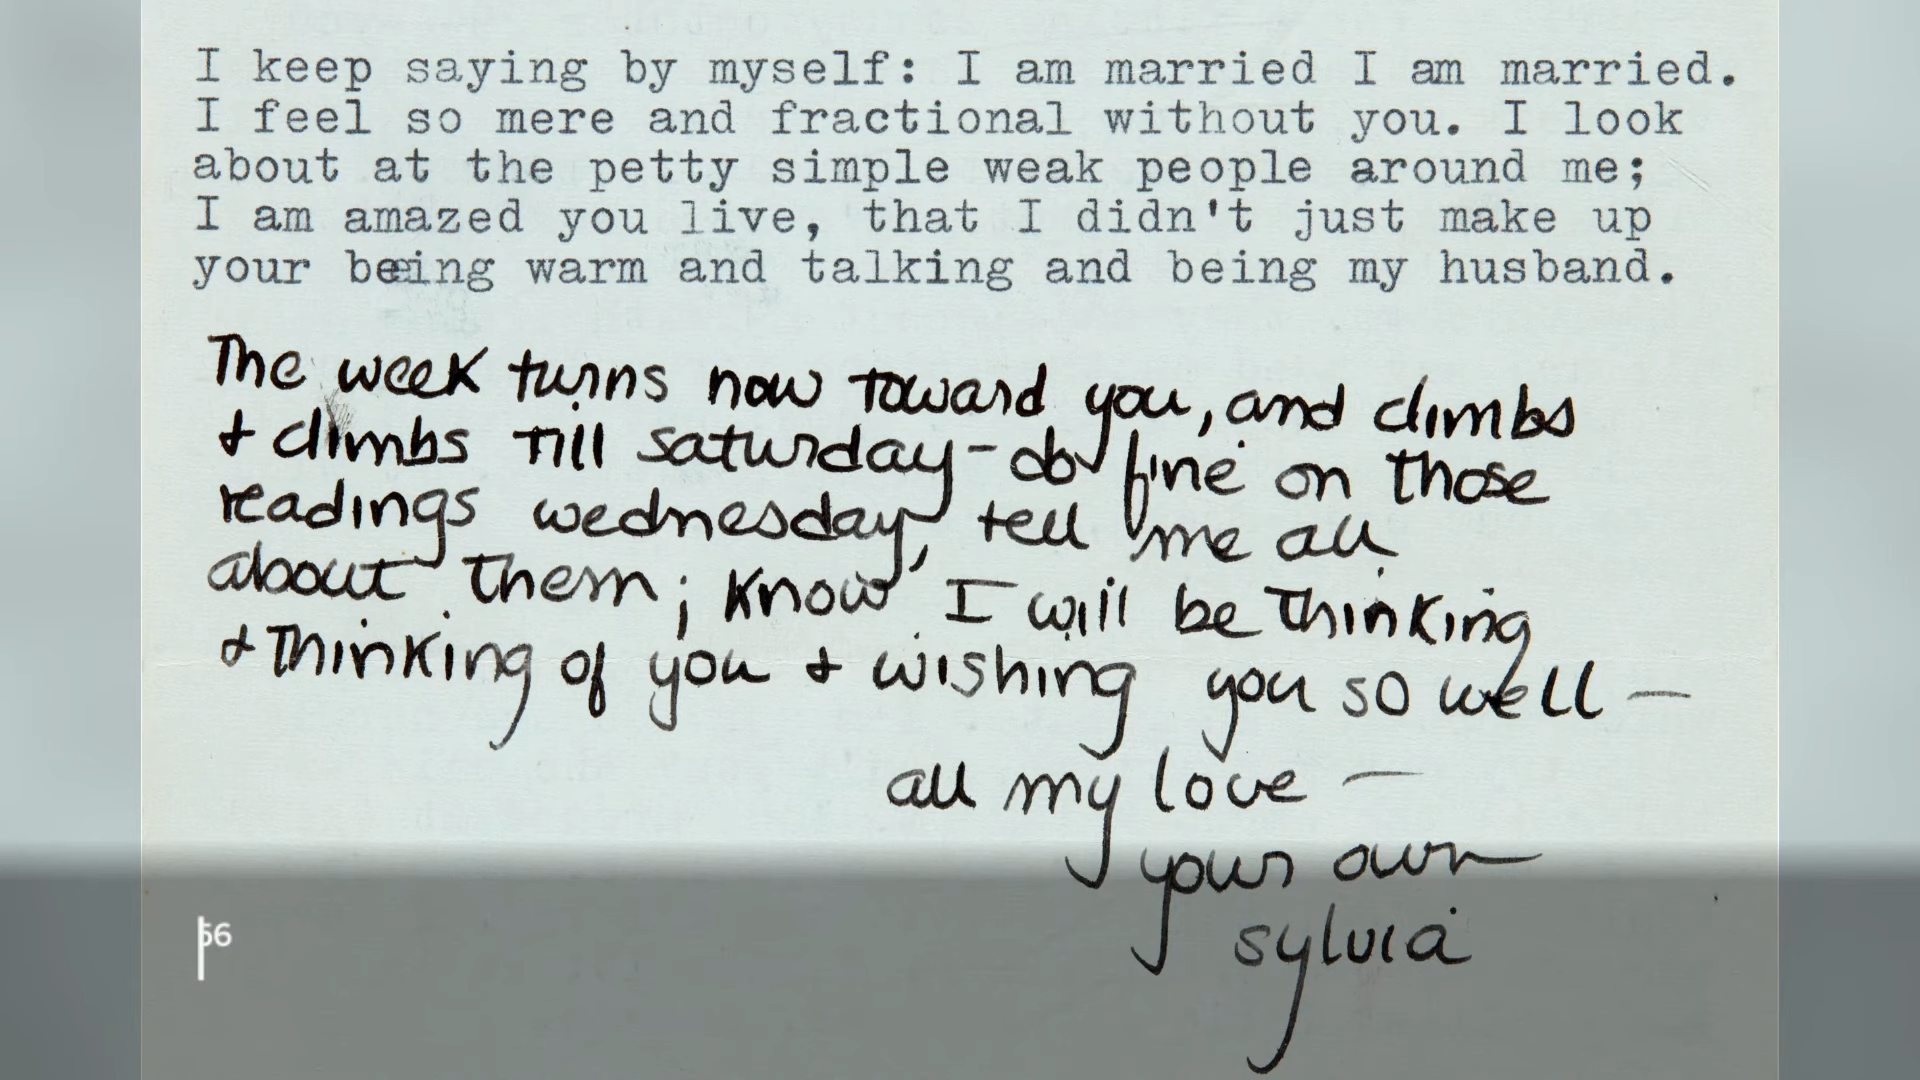 I keep saying by myself: I am married I am married.
I feel so mere and fractional without you. I look
about at the petty simple weak people around me;
I am amazed you live, that I didn't just make up
your being warm and talking and being my husband.
The week turns now toward you, and climbs
& climbs till saturday - do fine on those
readings wednesday, tell me all
about them; know I will be thinking
& thinking of you & wishing you so well —
all my love —
your own
sylvia
56